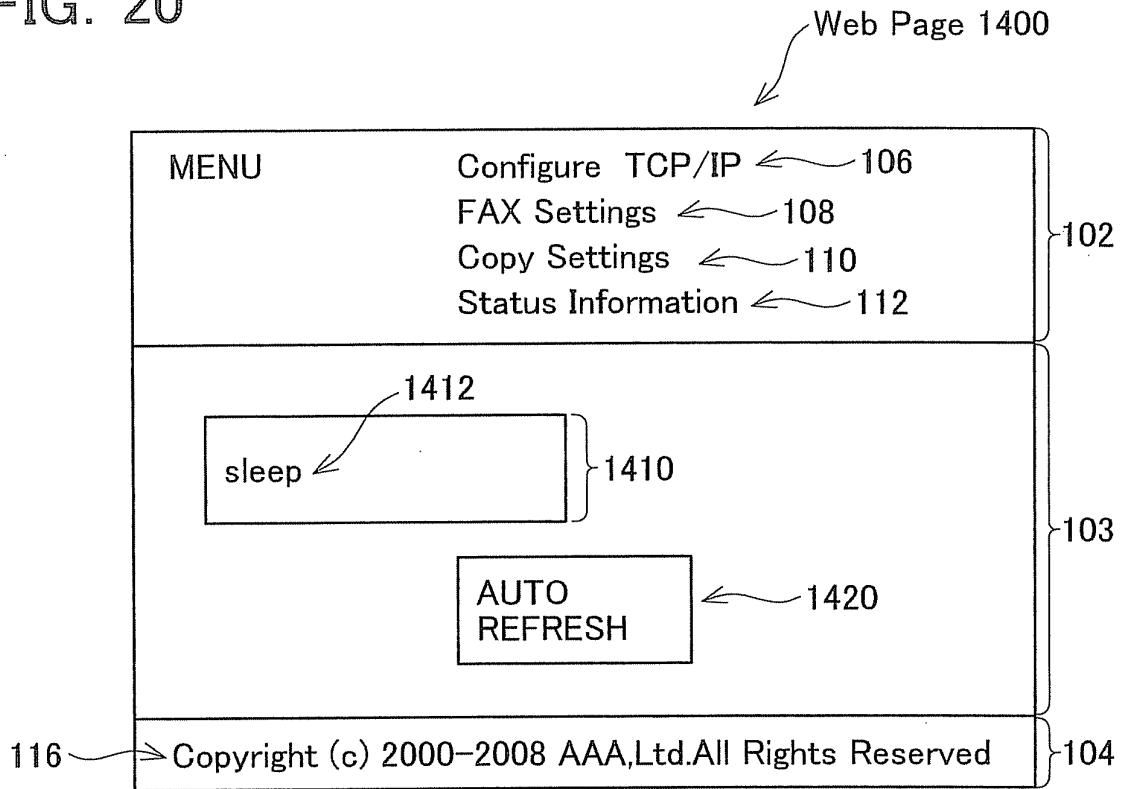 FIG. 20
Web Page 1400
MENU
Configure TCP/IP 106
FAX Settings 108
Copy Settings 110
Status Information 112
102
1412
sleep
1410
103
AUTO
REFRESH
1420
116
Copyright (c) 2000-2008 AAA,Ltd.All Rights Reserved
104